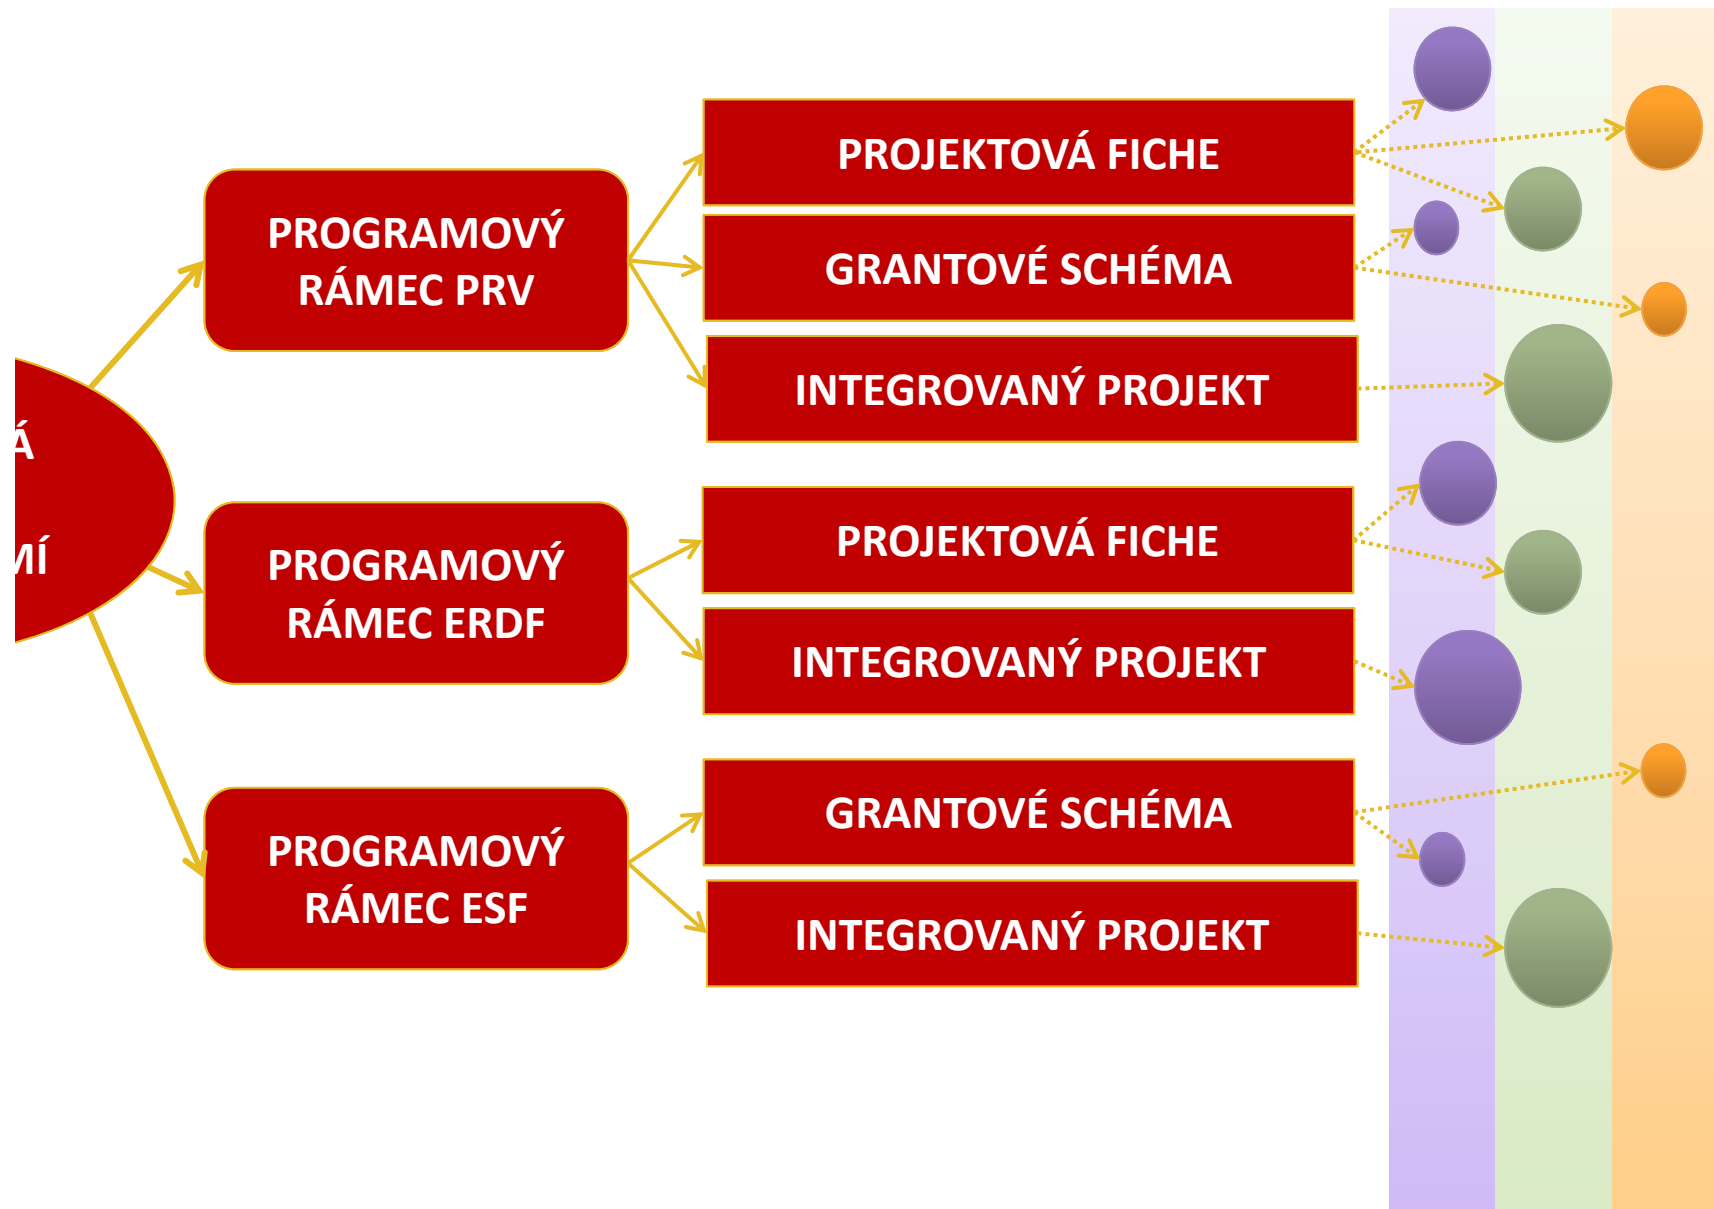 PROGRAMOVÝ
RÁMEC PRV
PROJEKTOVÁ FICHE
GRANTOVÉ SCHÉMA
INTEGROVANÝ PROJEKT
PROGRAMOVÝ
RÁMEC ERDF
PROJEKTOVÁ FICHE
INTEGROVANÝ PROJEKT
PROGRAMOVÝ
RÁMEC ESF
GRANTOVÉ SCHÉMA
INTEGROVANÝ PROJEKT